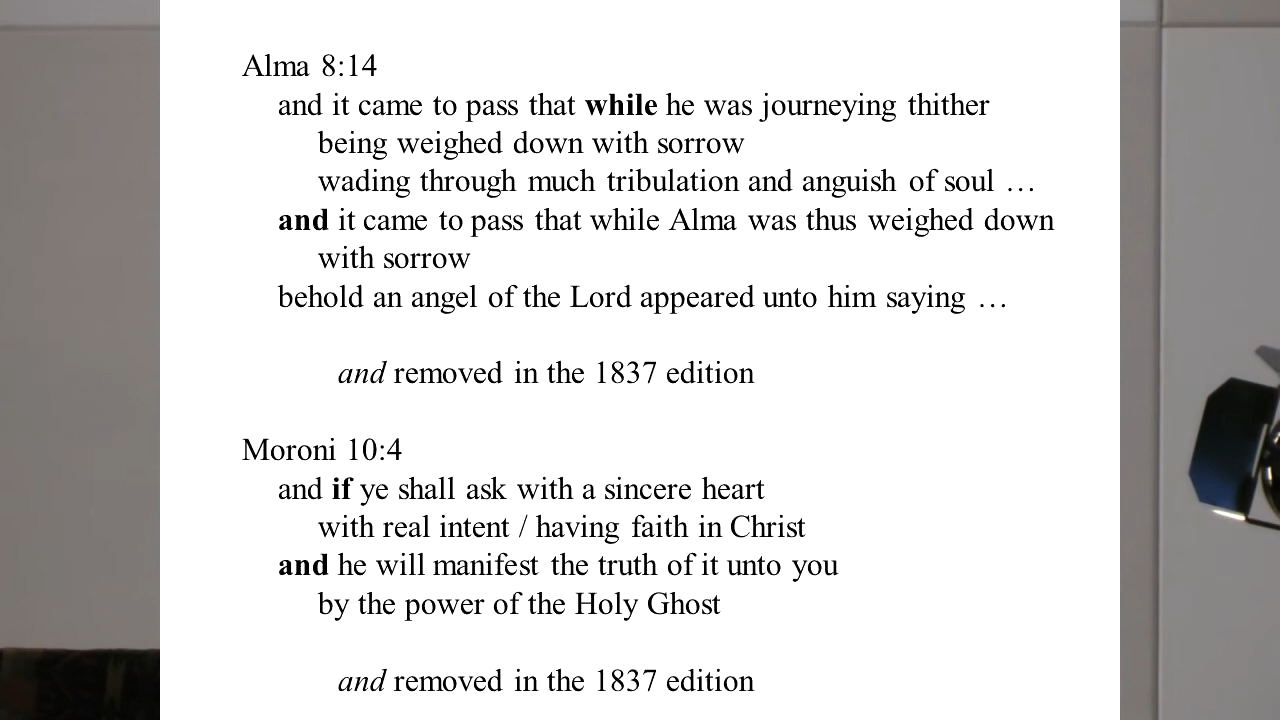 Alma 8:14
and it came to pass that while he was journeying thither
being weighed down with sorrow
wading through much tribulation and anguish of soul …
and it came to pass that while Alma was thus weighed down
with sorrow
behold an angel of the Lord appeared unto him saying …
and removed in the 1837 edition
Moroni 10:4
and if ye shall ask with a sincere heart
with real intent / having faith in Christ
and he will manifest the truth of it unto you
by the power of the Holy Ghost
and removed in the 1837 edition